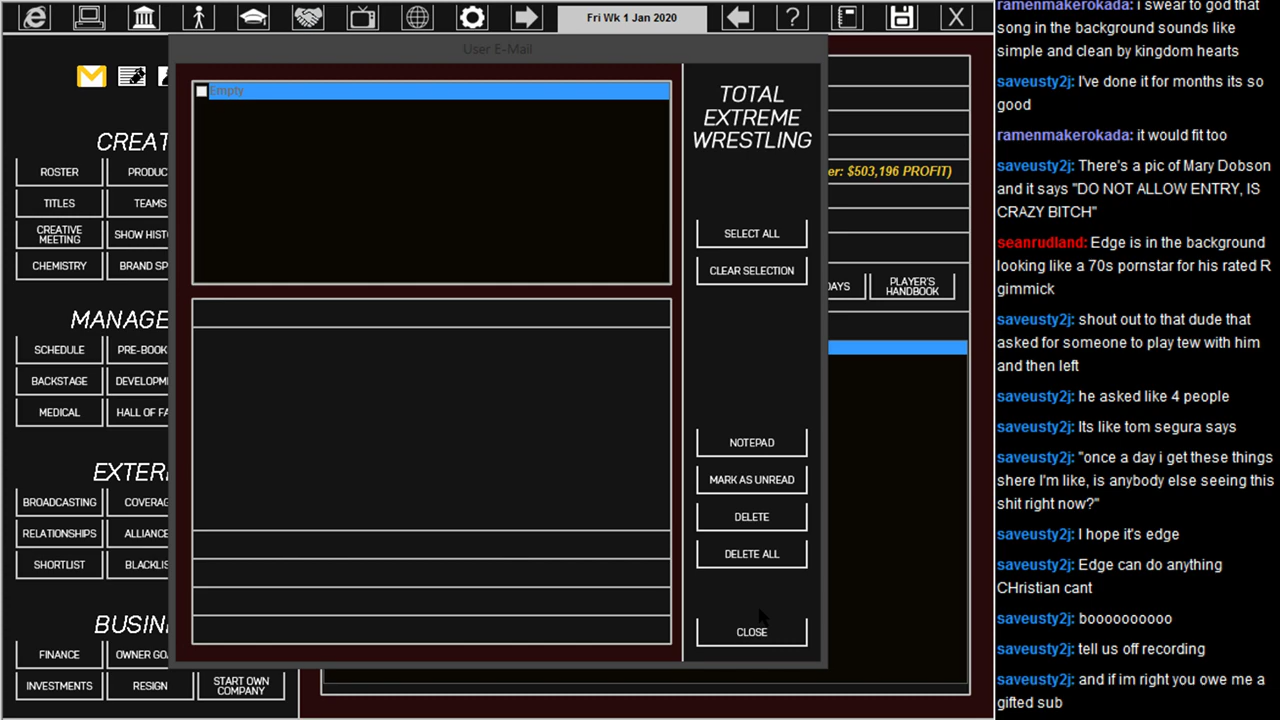 Fri Wk 1 Jan 2020
?
X
User E-Mail
Empty
TOTAL
EXTREME
WRESTLING
SELECT ALL
CLEAR SELECTION
NOTEPAD
MARK AS UNREAD
DELETE
DELETE ALL
CLOSE
CREAT
ROSTER
PRODUC
TITLES
TEAMS
CREATIVE
MEETING
SHOW HIST
CHEMISTRY
BRAND SP
MANAGE
SCHEDULE
PRE-BOOK
BACKSTAGE
DEVELOPM
MEDICAL
HALL OF FA
EXTER
BROADCASTING
COVERAG
RELATIONSHIPS
ALLIANC
SHORTLIST
BLACKLIS
BUSIN
FINANCE
OWNER GO
INVESTMENTS
RESIGN
START OWN
COMPANY
er: $503,196 PROFIT)
DAYS
PLAYER'S
HANDBOOK
ramenmakerokada: i swear to god that
song in the background sounds like
simple and clean by kingdom hearts
saveusty2j: I've done it for months its so
good
ramenmakerokada: it would fit too
saveusty2j: There's a pic of Mary Dobson
and it says "DO NOT ALLOW ENTRY, IS
CRAZY BITCH"
seanrudland: Edge is in the background
looking like a 70s pornstar for his rated R
gimmick
saveusty2j: shout out to that dude that
asked for someone to play tew with him
and then left
saveusty2j: he asked like 4 people
saveusty2j: Its like tom segura says
saveusty2j: "once a day i get these things
shere I'm like, is anybody else seeing this
shit right now?"
saveusty2j: I hope it's edge
saveusty2j: Edge can do anything
CHristian cant
saveusty2j: boooooooooo
saveusty2j: tell us off recording
saveusty2j: and if im right you owe me a
gifted sub